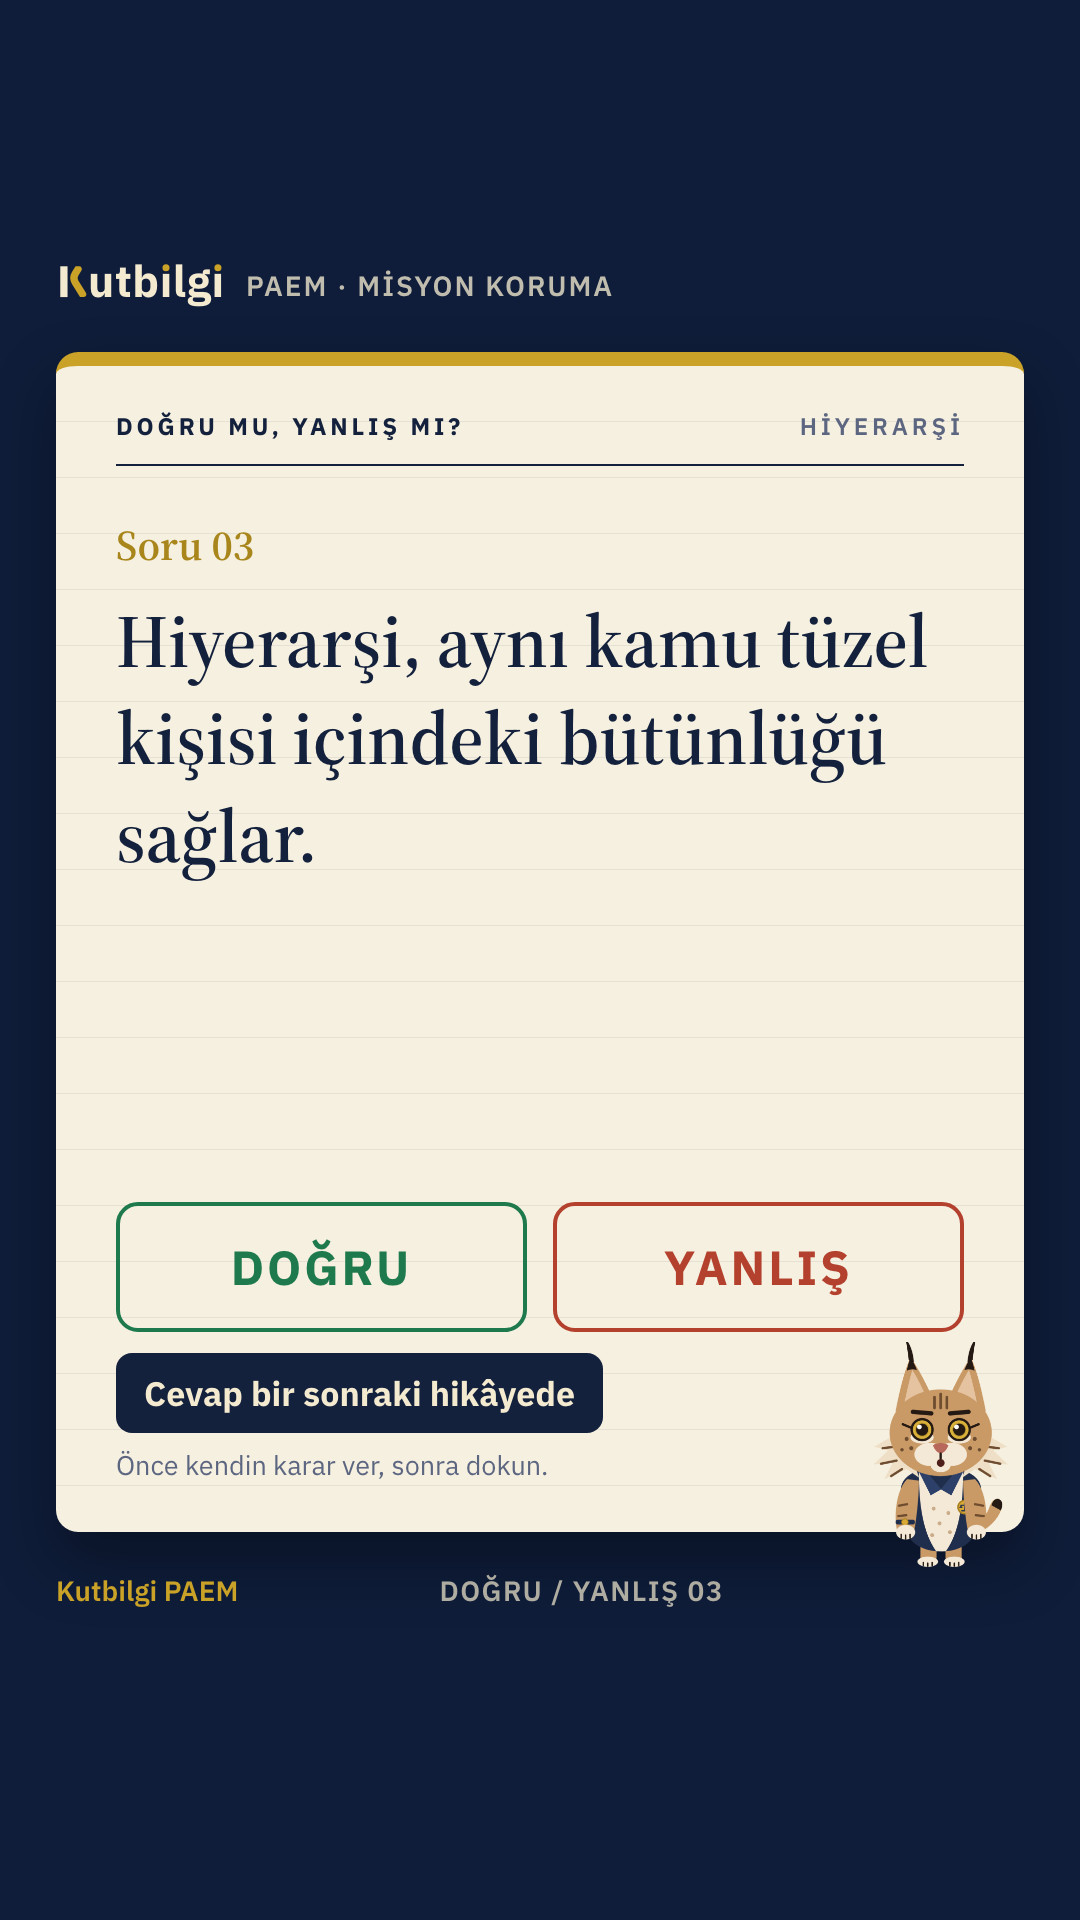 Kutbilgi PAEM · MİSYON KORUMA
DOĞRU MU, YANLIŞ MI? HİYERARŞİ
Soru 03
Hiyerarşi, aynı kamu tüzel
kişisi içindeki bütünlüğü
sağlar.
DOĞRU YANLIŞ
Cevap bir sonraki hikâyede
Önce kendin karar ver, sonra dokun.
Kutbilgi PAEM DOĞRU / YANLIŞ 03